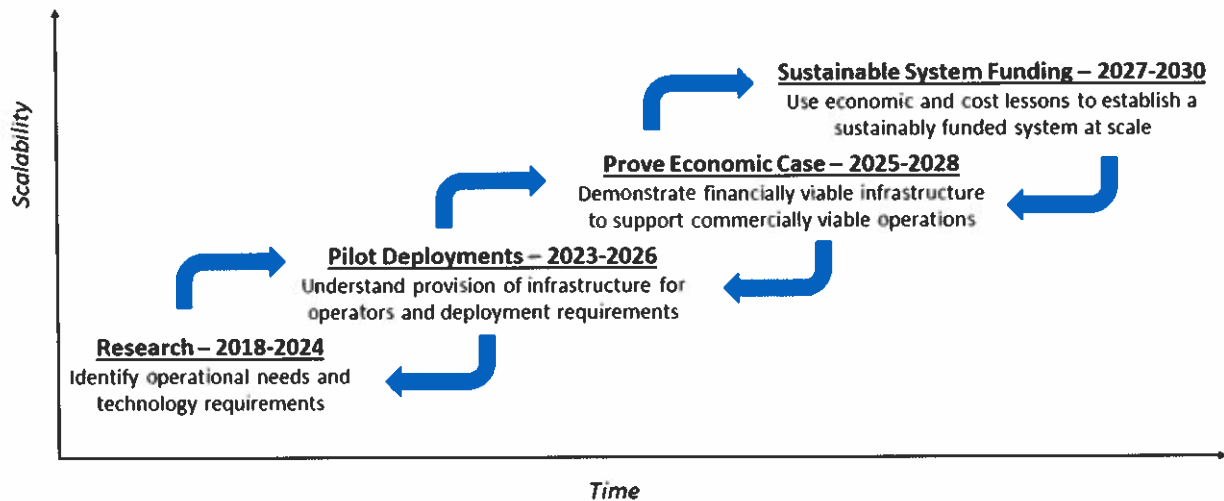 Scalability
Sustainable System Funding – 2027-2030
Use economic and cost lessons to establish a
sustainably funded system at scale
Prove Economic Case – 2025-2028
Demonstrate financially viable infrastructure
to support commercially viable operations
Pilot Deployments – 2023-2026
Understand provision of infrastructure for
operators and deployment requirements
Research – 2018-2024
Identify operational needs and
technology requirements
Time